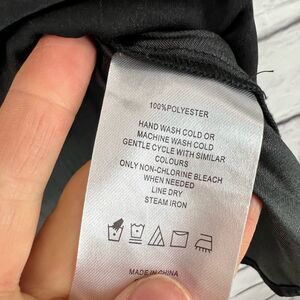 100%POLYESTER
HAND WASH COLD OR
MACHINE WASH COLD
GENTLE CYCLE WITH SIMILAR
COLOURS
ONLY NON-CHLORINE BLEACH
WHEN NEEDED
LINE DRY
STEAM IRON
MADE IN CHINA